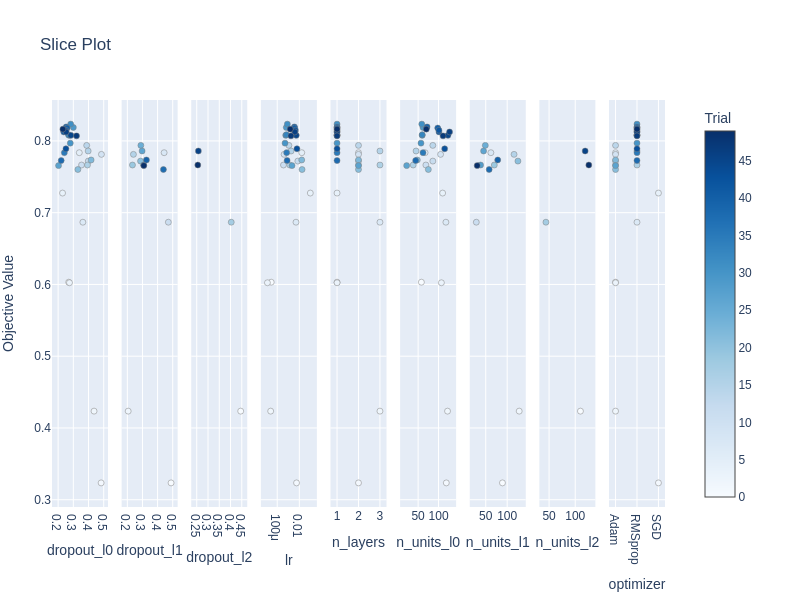 Slice Plot
Trial
Objective Value
0.8
0.7
0.6
0.5
0.4
0.3
0.2 0.3 0.4 0.5
0.2 0.3 0.4 0.5
0.25 0.3 0.35 0.4 0.45
100μ 0.01
1 2 3
50 100
50 100
50 100
Adam RMSprop SGD
dropout_l0 dropout_l1 dropout_l2 lr n_layers n_units_l0 n_units_l1 n_units_l2 optimizer
45
40
35
30
25
20
15
10
5
0